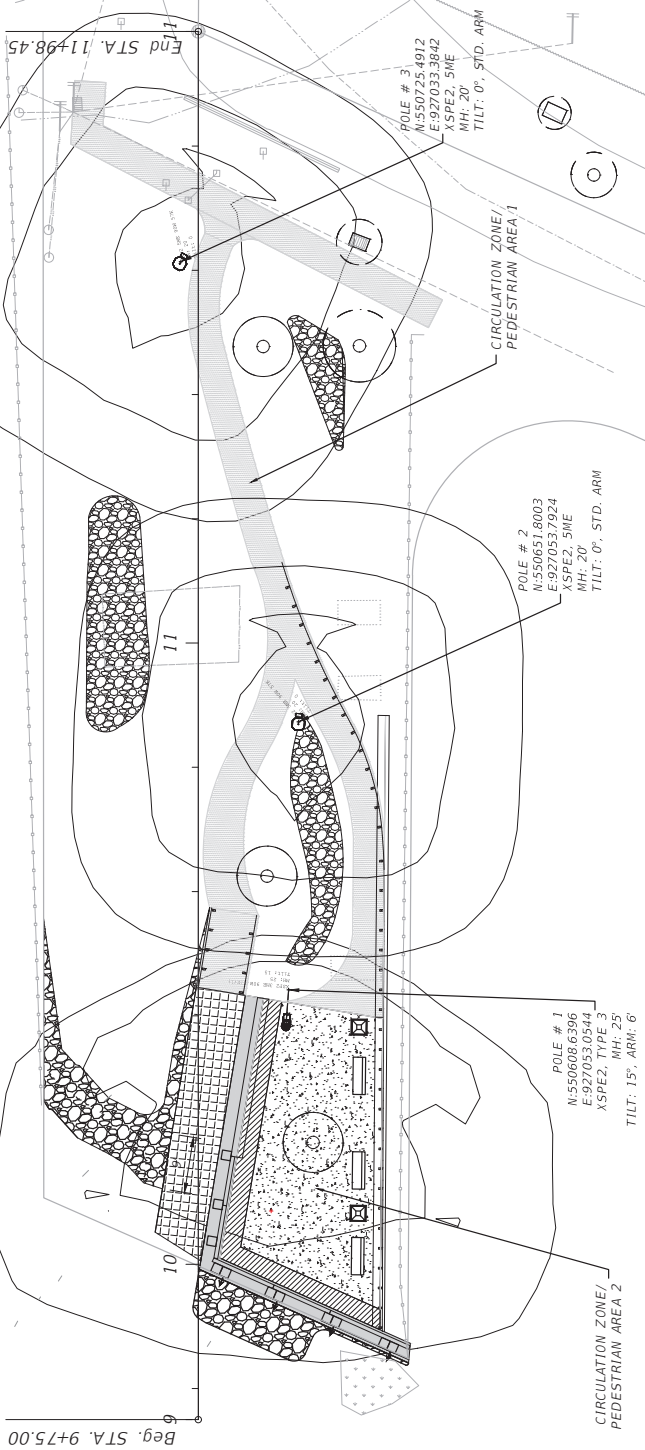 End STA. 11+98.45
11
POLE # 3
N:550725.4912
E:927033.3842
XSPE2, 5ME
MH: 20'
TILT: 0°, STD. ARM
CIRCULATION ZONE/
PEDESTRIAN AREA 1
POLE # 2
N:550651.8003
E:927053.7924
XSPE2, 5ME
MH: 20'
TILT: 0°, STD. ARM
11
POLE # 1
N:550608.6396
E:927053.0544
XSPE2, TYPE 3
MH: 25'
TILT: 15°, ARM: 6'
10
CIRCULATION ZONE/
PEDESTRIAN AREA 2
9
Beg. STA. 9+75.00